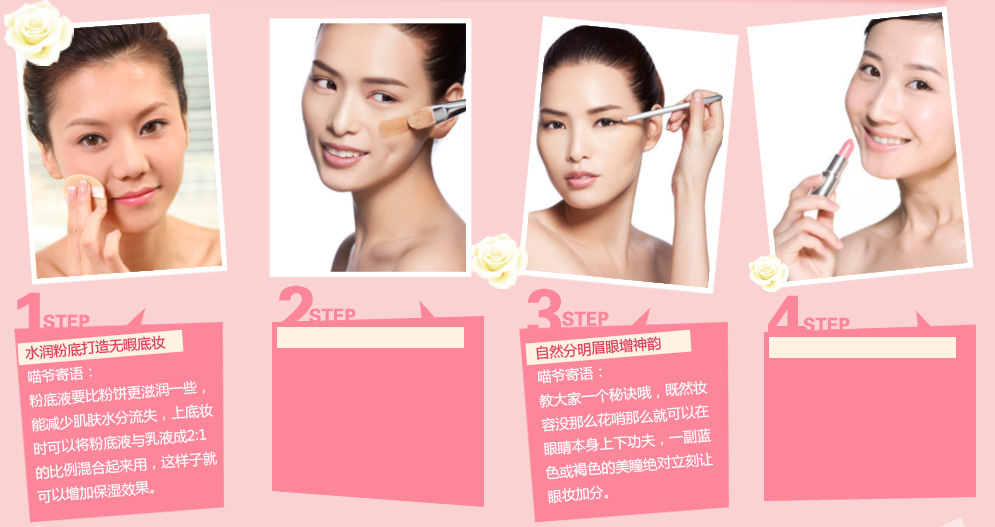 1STEP
水润粉底打造无暇底妆
喵爷寄语：
粉底液要比粉饼更滋润一些，
能减少肌肤水分流失，上底妆
时可以将粉底液与乳液成2:1
的比例混合起来用，这样子就
可以增加保湿效果。
2STEP
3STEP
自然分明眉眼增神韵
喵爷寄语：
教大家一个秘诀哦，既然妆
容没那么花哨那么就可以在
眼睛本身上下功夫，一副蓝
色或褐色的美瞳绝对立刻让
眼妆加分。
4STEP